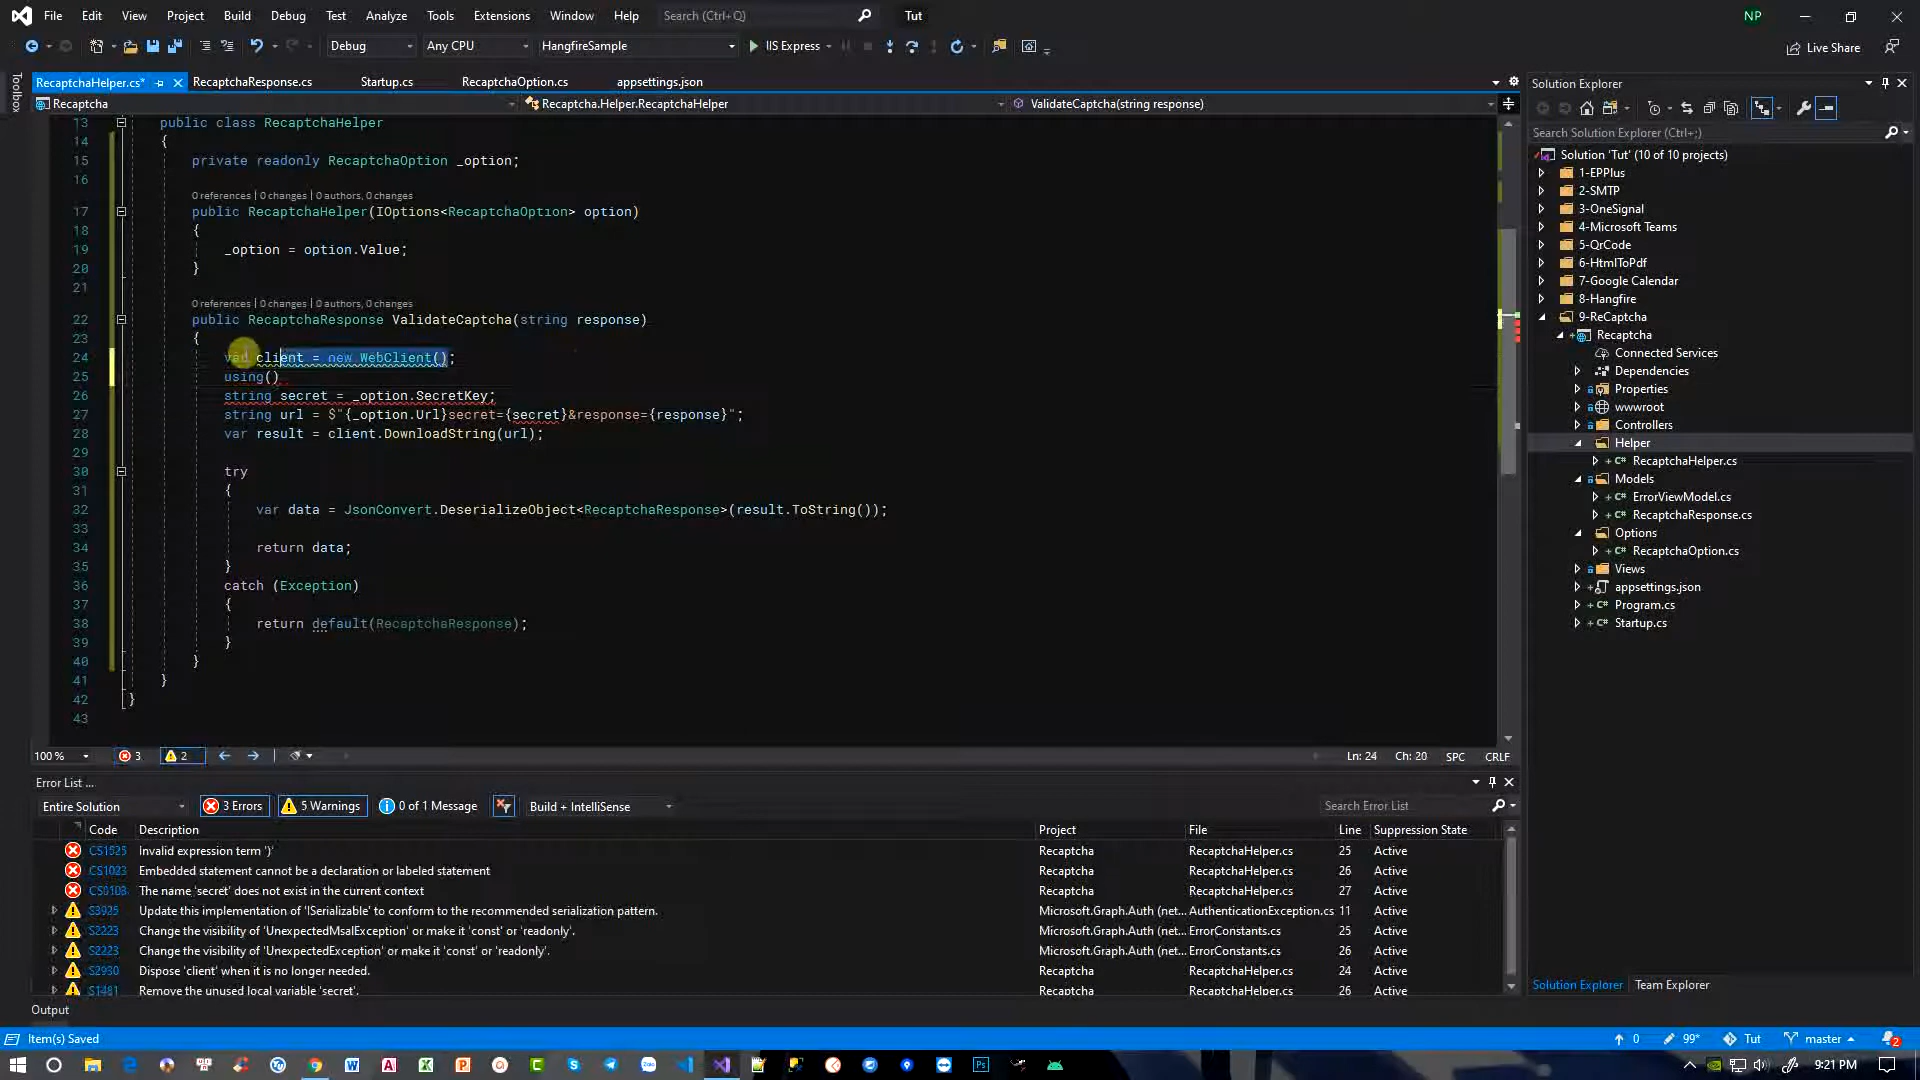 File Edit View Project Build Debug Test Analyze Tools Extensions Window Help Search (Ctrl+Q) Tut NP
Debug Any CPU HangfireSample IIS Express Live Share
Toolbox
RecaptchaHelper.cs* RecaptchaResponse.cs Startup.cs RecaptchaOption.cs appsettings.json
Recaptcha Recaptcha.Helper.RecaptchaHelper ValidateCaptcha(string response)
13 public class RecaptchaHelper
14 {
15 private readonly RecaptchaOption _option;
16
0 references | 0 changes | 0 authors, 0 changes
17 public RecaptchaHelper(IOptions<RecaptchaOption> option)
18 {
19 _option = option.Value;
20 }
21
0 references | 0 changes | 0 authors, 0 changes
22 public RecaptchaResponse ValidateCaptcha(string response)
23 {
24 var client = new WebClient();
25 using()
26 string secret = _option.SecretKey;
27 string url = $"{_option.Url}secret={secret}&response={response}";
28 var result = client.DownloadString(url);
29
30 try
31 {
32 var data = JsonConvert.DeserializeObject<RecaptchaResponse>(result.ToString());
33
34 return data;
35 }
36 catch (Exception)
37 {
38 return default(RecaptchaResponse);
39 }
40 }
41 }
42 }
43
100 % 3 2 Ln: 24 Ch: 20 SPC CRLF
Error List ...
Entire Solution 3 Errors 5 Warnings 0 of 1 Message Build + IntelliSense Search Error List
Code Description Project File Line Suppression State
CS1525 Invalid expression term ')' Recaptcha RecaptchaHelper.cs 25 Active
CS1023 Embedded statement cannot be a declaration or labeled statement Recaptcha RecaptchaHelper.cs 26 Active
CS0103 The name 'secret' does not exist in the current context Recaptcha RecaptchaHelper.cs 27 Active
S3925 Update this implementation of 'ISerializable' to conform to the recommended serialization pattern. Microsoft.Graph.Auth (net... AuthenticationException.cs 11 Active
S2223 Change the visibility of 'UnexpectedMsalException' or make it 'const' or 'readonly'. Microsoft.Graph.Auth (net... ErrorConstants.cs 25 Active
S2223 Change the visibility of 'UnexpectedException' or make it 'const' or 'readonly'. Microsoft.Graph.Auth (net... ErrorConstants.cs 26 Active
S2930 Dispose 'client' when it is no longer needed. Recaptcha RecaptchaHelper.cs 24 Active
S1481 Remove the unused local variable 'secret'. Recaptcha RecaptchaHelper.cs 26 Active
Output
Solution Explorer
Search Solution Explorer (Ctrl+;)
Solution 'Tut' (10 of 10 projects)
1-EPPlus
2-SMTP
3-OneSignal
4-Microsoft Teams
5-QrCode
6-HtmlToPdf
7-Google Calendar
8-Hangfire
9-ReCaptcha
Recaptcha
Connected Services
Dependencies
Properties
wwwroot
Controllers
Helper
RecaptchaHelper.cs
Models
ErrorViewModel.cs
RecaptchaResponse.cs
Options
RecaptchaOption.cs
Views
appsettings.json
Program.cs
Startup.cs
Solution Explorer Team Explorer
Item(s) Saved 0 99* Tut master 2
9:21 PM